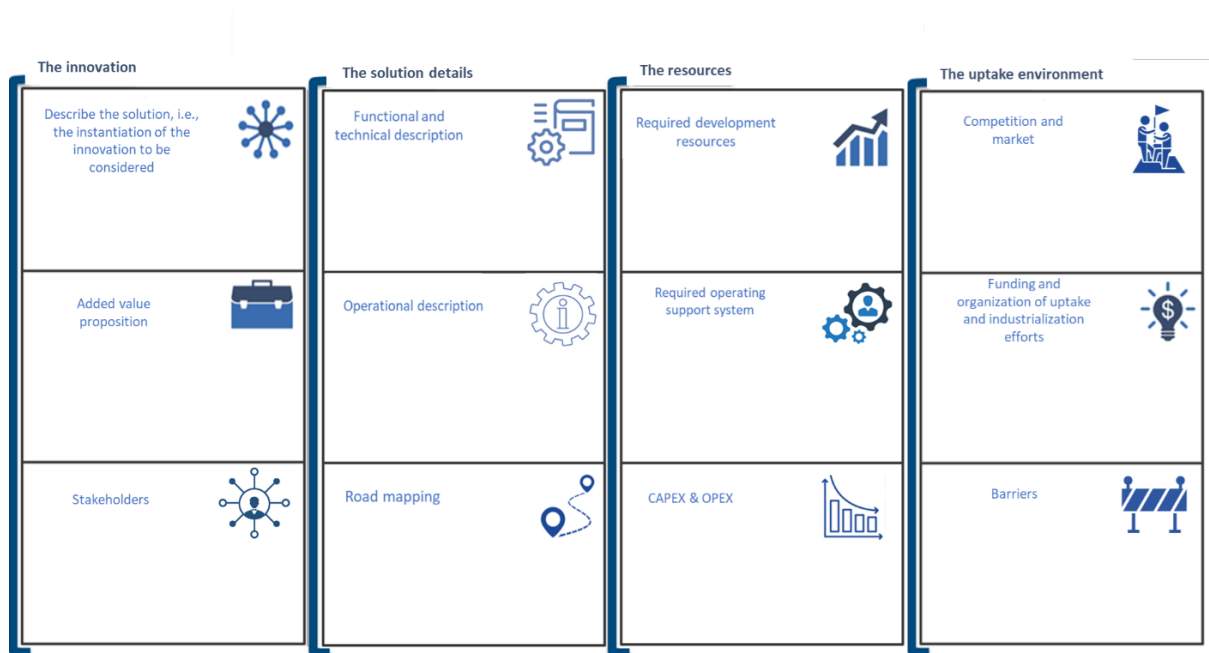 The innovation
Describe the solution, i.e.,
the instantiation of the
innovation to be
considered
Added value
proposition
Stakeholders
The solution details
Functional and
technical description
Operational description
i
Road mapping
The resources
Required development
resources
Required operating
support system
CAPEX & OPEX
The uptake environment
Competition and
market
Funding and
organization of uptake
and industrialization
efforts
$
Barriers